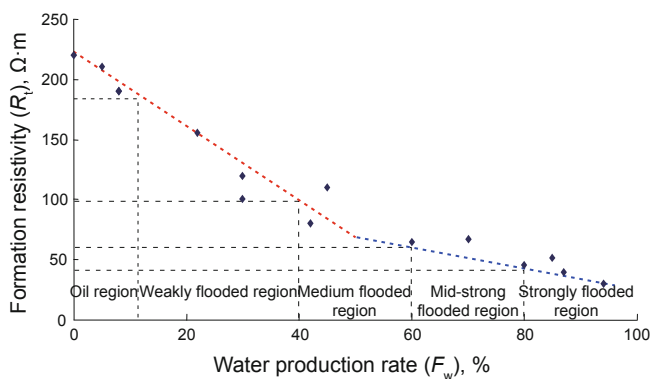 Formation resistivity (Rt), Ω·m
250
200
150
100
50
0
Oil region
Weakly flooded region
Medium flooded
region
Mid-strong
flooded region
Strongly flooded
region
0
20
40
60
80
100
Water production rate (Fw), %